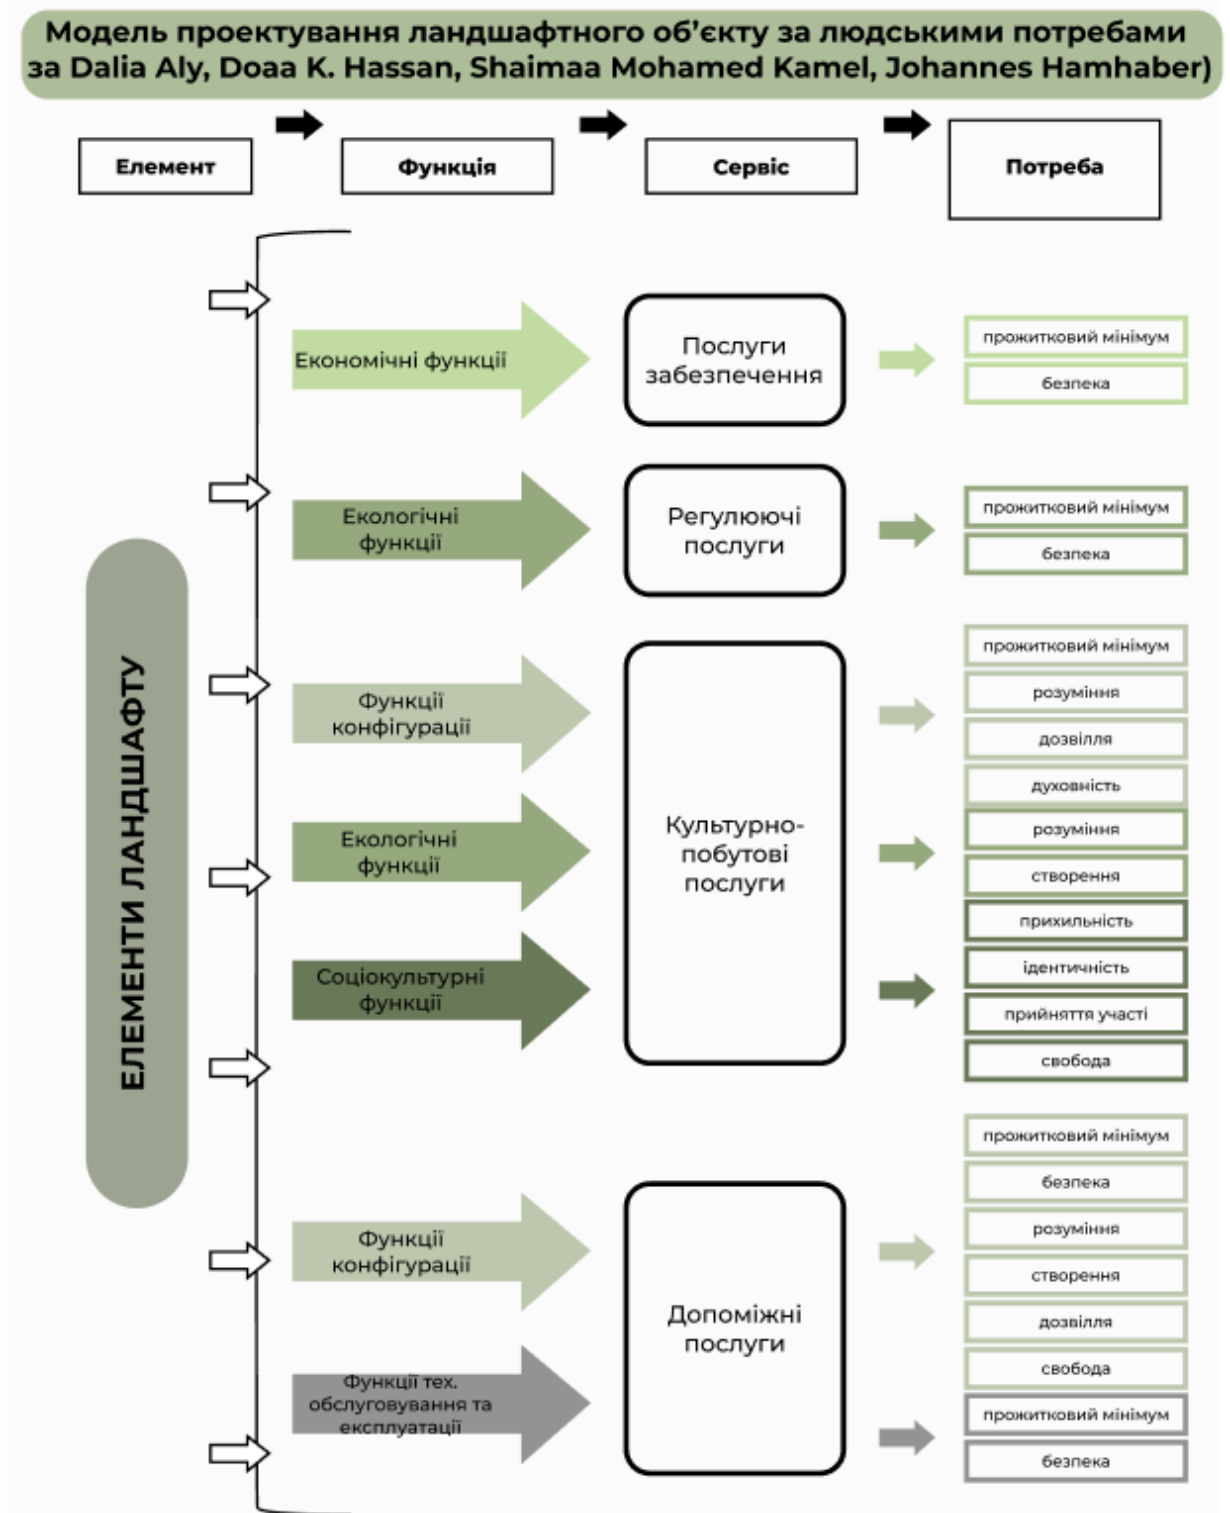 Модель проектування ландшафтного об’єкту за людськими потребами
за Dalia Aly, Doaa K. Hassan, Shaimaa Mohamed Kamel, Johannes Hamhaber)
Елемент
Функція
Сервіс
Потреба
ЕЛЕМЕНТИ ЛАНДШАФТУ
Економічні функції
Послуги
забезпечення
прожитковий мінімум
безпека
Екологічні
функції
Регулюючі
послуги
прожитковий мінімум
безпека
Функції
конфігурації
Екологічні
функції
Соціокультурні
функції
Культурно-
побутові
послуги
прожитковий мінімум
розуміння
дозвілля
духовність
розуміння
створення
прихильність
ідентичність
прийняття участі
свобода
Функції
конфігурації
Функції тех.
обслуговування та
експлуатації
Допоміжні
послуги
прожитковий мінімум
безпека
розуміння
створення
дозвілля
свобода
прожитковий мінімум
безпека